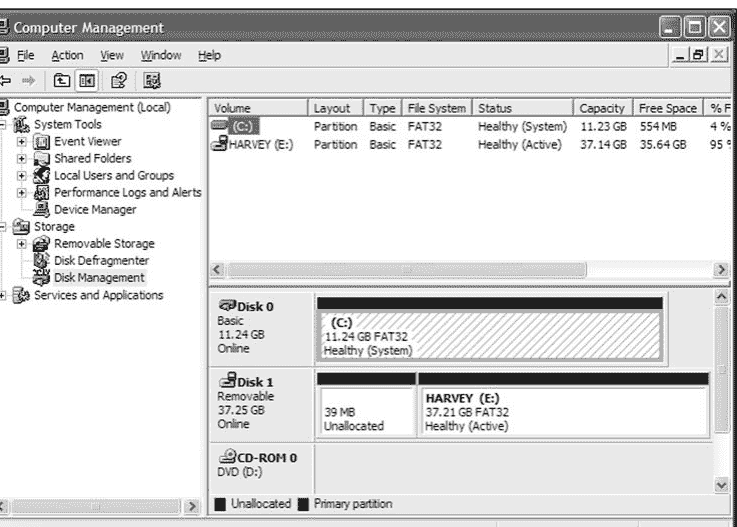 Computer Management
File Action View Window Help
Computer Management (Local)
System Tools
Event Viewer
Shared Folders
Local Users and Groups
Performance Logs and Alerts
Device Manager
Storage
Removable Storage
Disk Defragmenter
Disk Management
Services and Applications
Volume Layout Type File System Status Capacity Free Space % F
(C:) Partition Basic FAT32 Healthy (System) 11.23 GB 554 MB 4 %
HARVEY (E:) Partition Basic FAT32 Healthy (Active) 37.14 GB 35.64 GB 95 %
Disk 0
Basic
11.24 GB
Online
(C:)
11.24 GB FAT32
Healthy (System)
Disk 1
Removable
37.25 GB
Online
39 MB
Unallocated
HARVEY (E:)
37.21 GB FAT32
Healthy (Active)
CD-ROM 0
DVD (D:)
Unallocated Primary partition